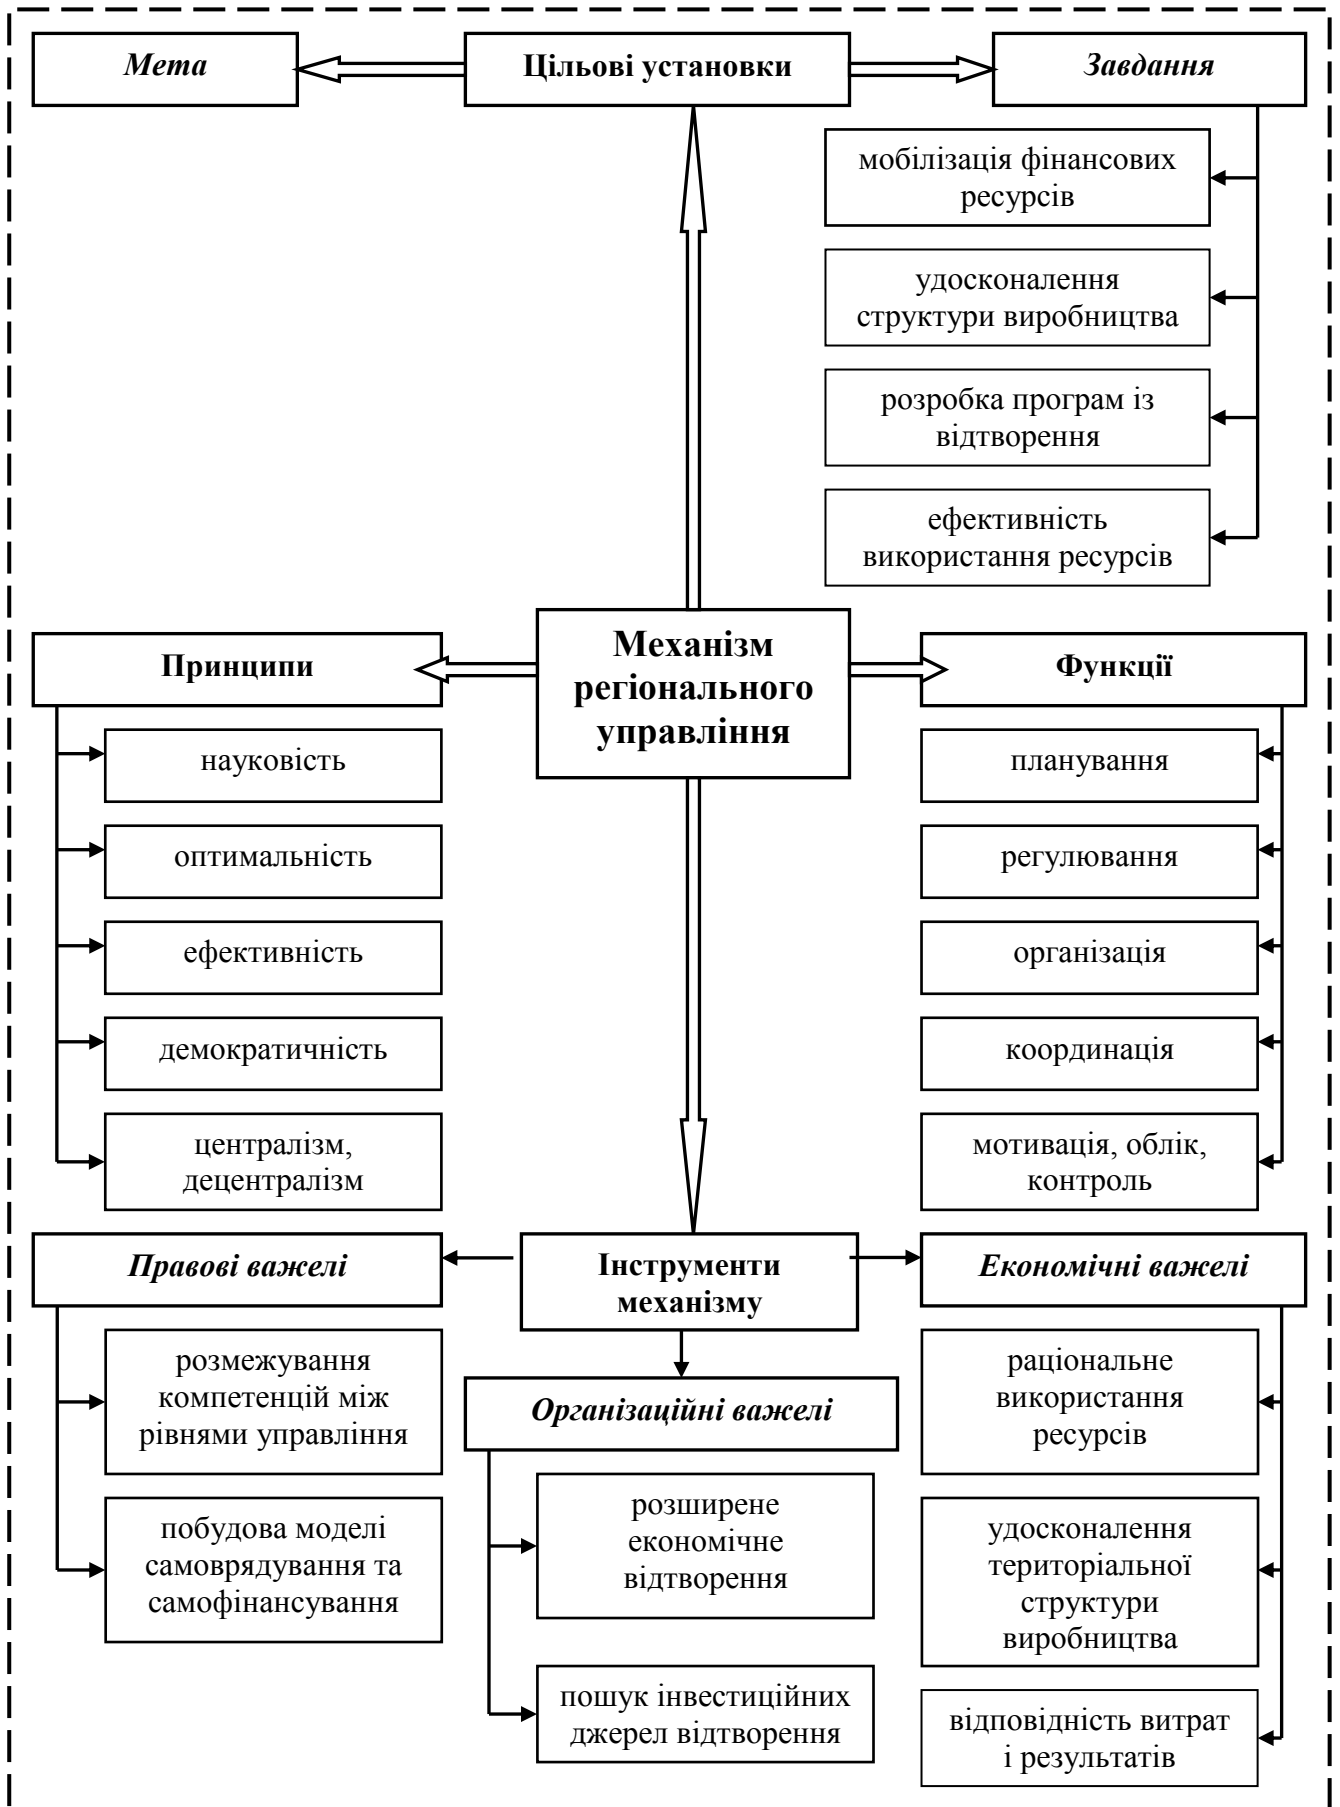 Мета
Цільові установки
Завдання
мобілізація фінансових
ресурсів
удосконалення
структури виробництва
розробка програм із
відтворення
ефективність
використання ресурсів
Механізм
регіонального
управління
Принципи
науковість
оптимальність
ефективність
демократичність
централізм,
децентралізм
Функції
планування
регулювання
організація
координація
мотивація, облік,
контроль
Правові важелі
розмежування
компетенцій між
рівнями управління
побудова моделі
самоврядування та
самофінансування
Інструменти
механізму
Організаційні важелі
розширене
економічне
відтворення
пошук інвестиційних
джерел відтворення
Економічні важелі
раціональне
використання
ресурсів
удосконалення
територіальної
структури
виробництва
відповідність витрат
і результатів